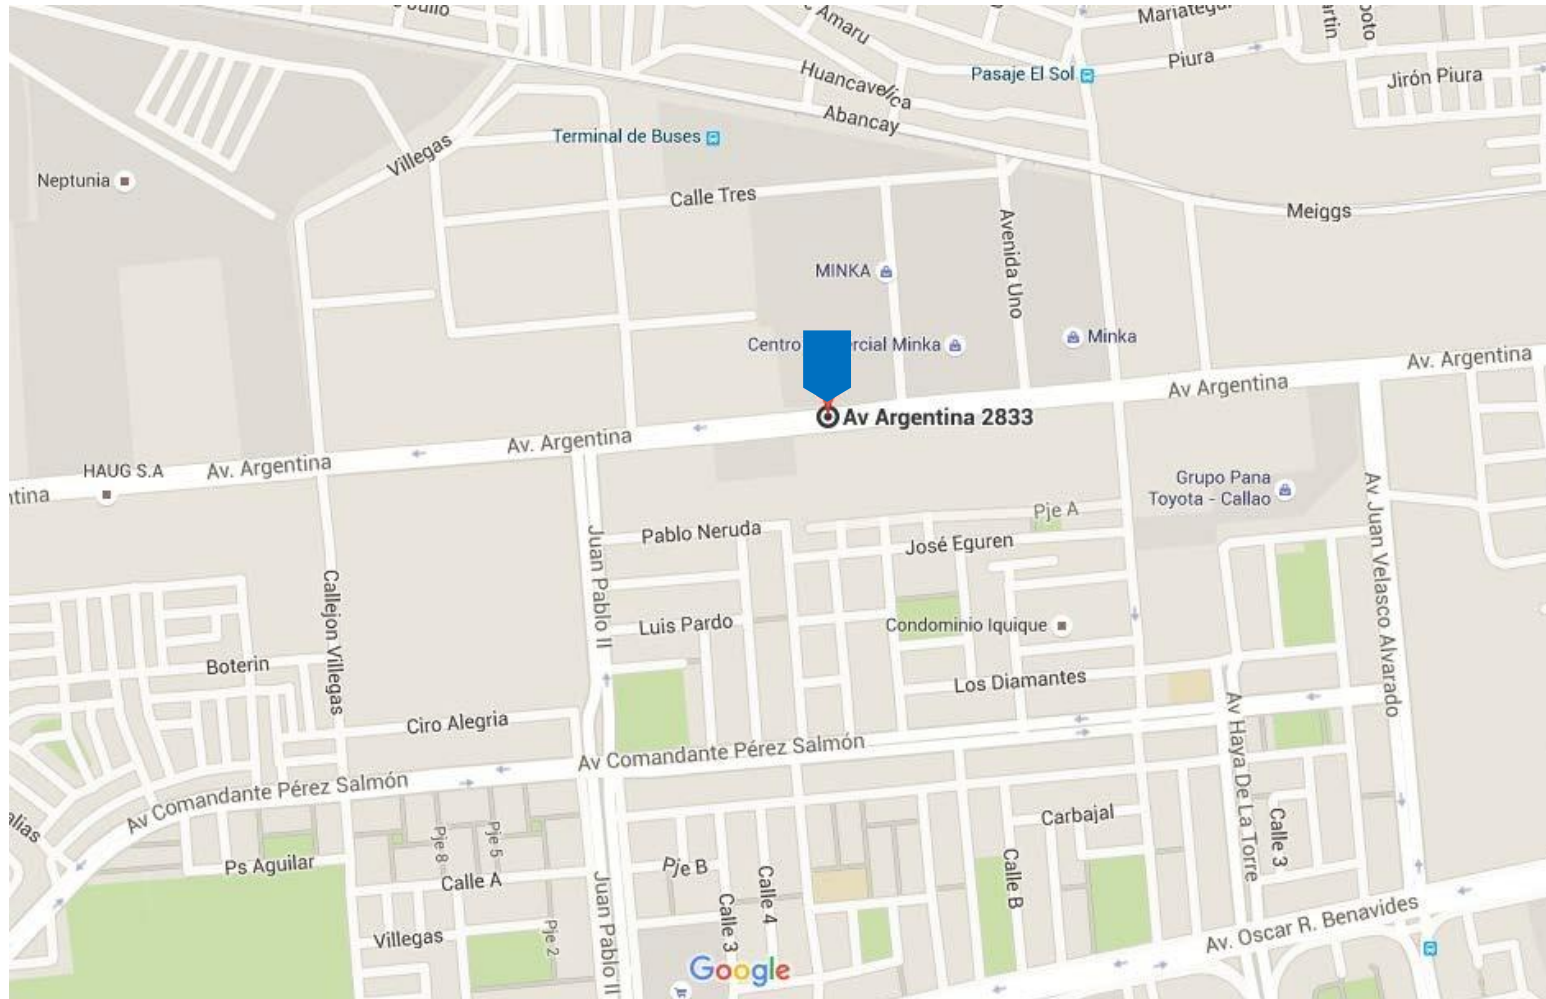 Amaru
Mariategui
Piura
Pasaje El Sol
Jirón Piura
Huancavelica
Abancay
Terminal de Buses
Villegas
Neptunia
Calle Tres
Meiggs
Avenida Uno
MINKA
Centro
rcial Minka
Minka
Av. Argentina
Av Argentina
Av Argentina 2833
Av. Argentina
Av. Argentina
HAUG S.A
ntina
Grupo Pana
Toyota - Callao
Av Juan Velasco Alvarado
Pje A
Pablo Neruda
José Eguren
Juan Pablo II
Callejon Villegas
Luis Pardo
Condominio Iquique
Boterin
Los Diamantes
Ciro Alegria
Av Haya De La Torre
Av Comandante Pérez Salmón
Av Comandante Pérez Salmón
alias
Carbajal
Calle 3
Pje 8
Pje 5
Ps Aguilar
Calle A
Pje B
Calle 4
Calle B
Juan Pablo II
Calle 3
Pje 2
Villegas
Av. Oscar R. Benavides
Google